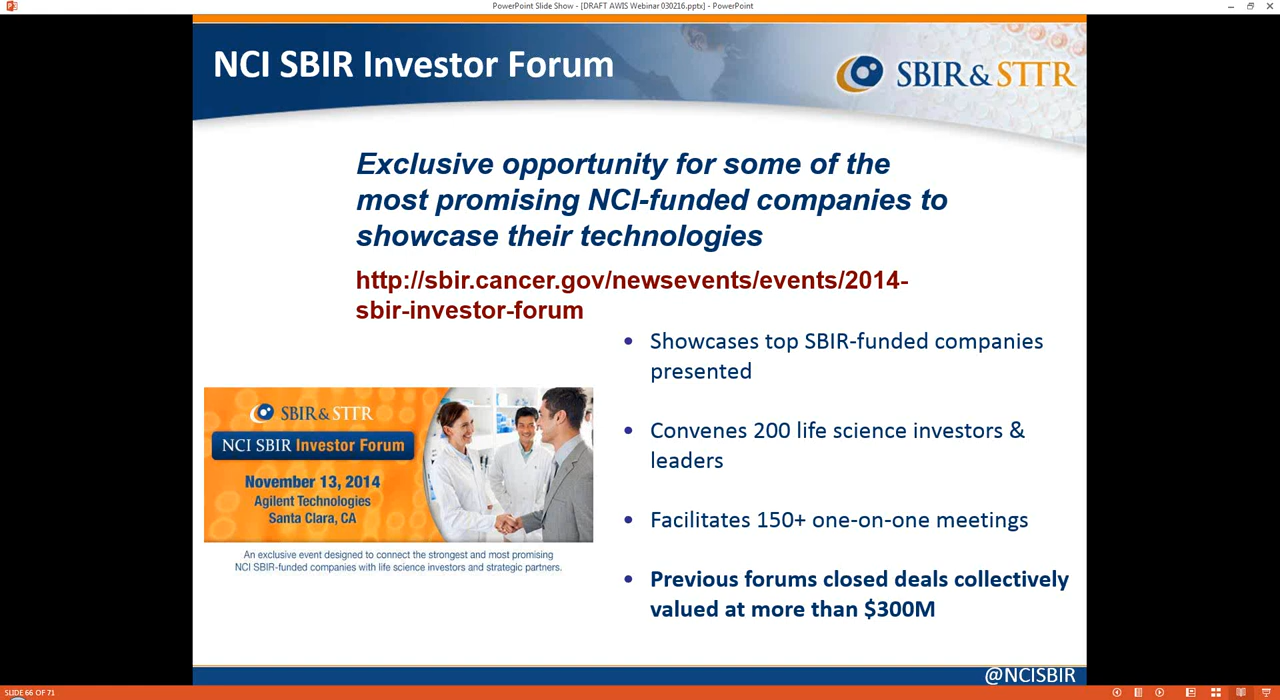 PowerPoint Slide Show - [DRAFT AWIS Webinar 030216.pptx] - PowerPoint
NCI SBIR Investor Forum
SBIR & STTR
Exclusive opportunity for some of the
most promising NCI-funded companies to
showcase their technologies
http://sbir.cancer.gov/newsevents/events/2014-
sbir-investor-forum
• Showcases top SBIR-funded companies
presented
• Convenes 200 life science investors &
leaders
• Facilitates 150+ one-on-one meetings
• Previous forums closed deals collectively
valued at more than $300M
SBIR & STTR
NCI SBIR Investor Forum
November 13, 2014
Agilent Technologies
Santa Clara, CA
An exclusive event designed to connect the strongest and most promising
NCI SBIR-funded companies with life science investors and strategic partners.
@NCISBIR
SLIDE 66 OF 71